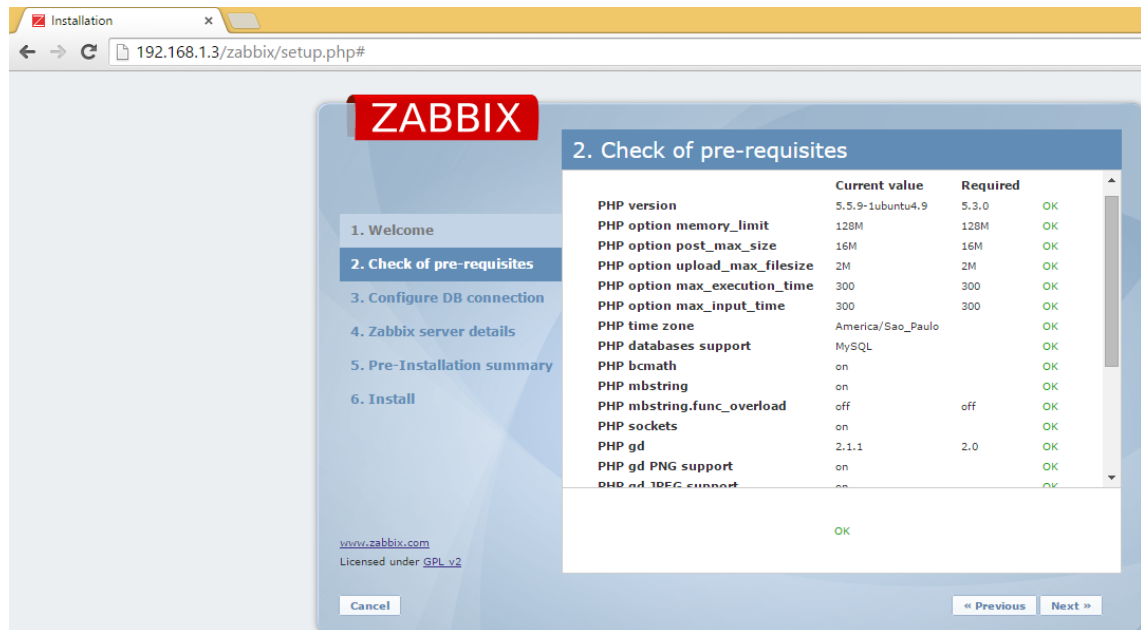 Installation
192.168.1.3/zabbix/setup.php#
ZABBIX
2. Check of pre-requisites
1. Welcome
2. Check of pre-requisites
3. Configure DB connection
4. Zabbix server details
5. Pre-Installation summary
6. Install
Current value Required
PHP version 5.5.9-1ubuntu4.9 5.3.0 OK
PHP option memory_limit 128M 128M OK
PHP option post_max_size 16M 16M OK
PHP option upload_max_filesize 2M 2M OK
PHP option max_execution_time 300 300 OK
PHP option max_input_time 300 300 OK
PHP time zone America/Sao_Paulo OK
PHP databases support MySQL OK
PHP bcmath on OK
PHP mbstring on OK
PHP mbstring.func_overload off off OK
PHP sockets on OK
PHP gd 2.1.1 2.0 OK
PHP gd PNG support on OK
PHP gd JPEG support on OK
OK
www.zabbix.com
Licensed under GPL v2
Cancel
« Previous Next »